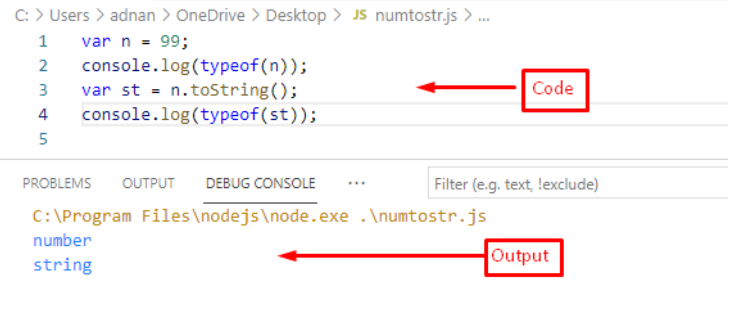 C: > Users > adnan > OneDrive > Desktop > JS numtostr.js > ...
1 var n = 99;
2 console.log(typeof(n));
3 var st = n.toString();
Code
4 console.log(typeof(st));
5
PROBLEMS OUTPUT DEBUG CONSOLE ... Filter (e.g. text, !exclude)
C:\Program Files\nodejs\node.exe .\numtostr.js
number
Output
string